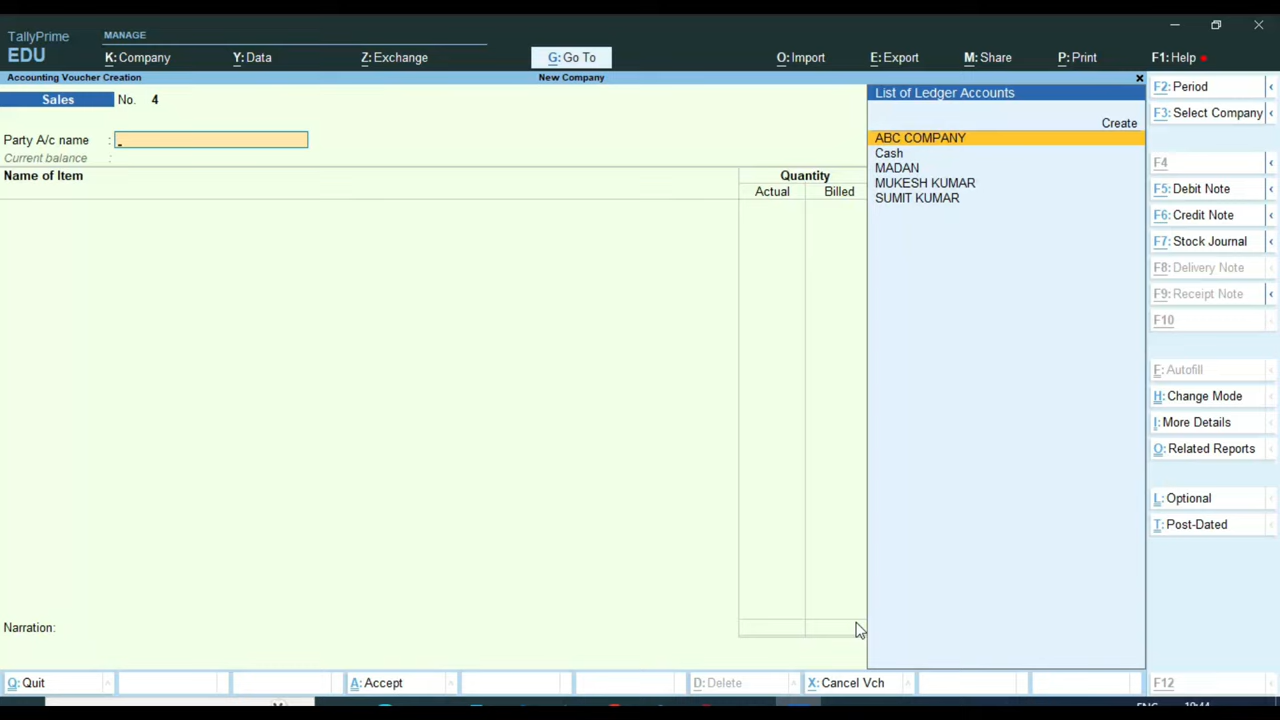 TallyPrime
EDU
MANAGE
K: Company
Y: Data
Z: Exchange
G: Go To
O: Import
E: Export
M: Share
P: Print
F1: Help
Accounting Voucher Creation
New Company
Sales
No. 4
Party A/c name :
Current balance :
Name of Item
Quantity
Actual
Billed
Narration:
List of Ledger Accounts
Create
ABC COMPANY
Cash
MADAN
MUKESH KUMAR
SUMIT KUMAR
F2: Period
F3: Select Company
F4
F5: Debit Note
F6: Credit Note
F7: Stock Journal
F8: Delivery Note
F9: Receipt Note
F10
F: Autofill
H: Change Mode
I: More Details
O: Related Reports
L: Optional
T: Post-Dated
Q: Quit
A: Accept
D: Delete
X: Cancel Vch
F12